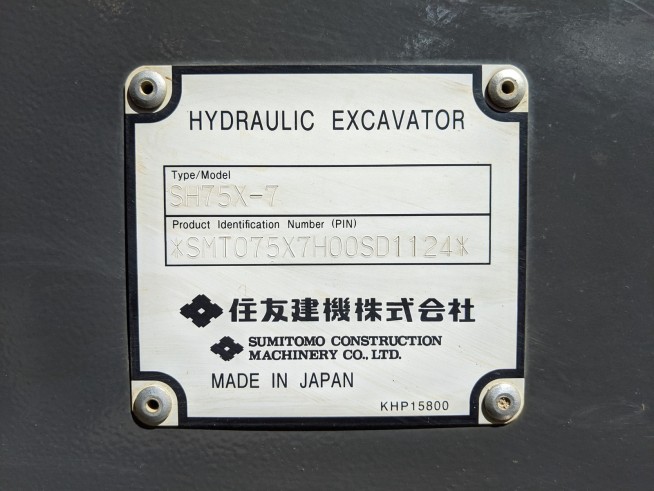 HYDRAULIC EXCAVATOR
Type/Model
SH75X-7
Product Identification Number (PIN)
*SMT075X7H00SD1124*
住友建機株式会社
SUMITOMO CONSTRUCTION
MACHINERY CO., LTD.
MADE IN JAPAN
KHP15800